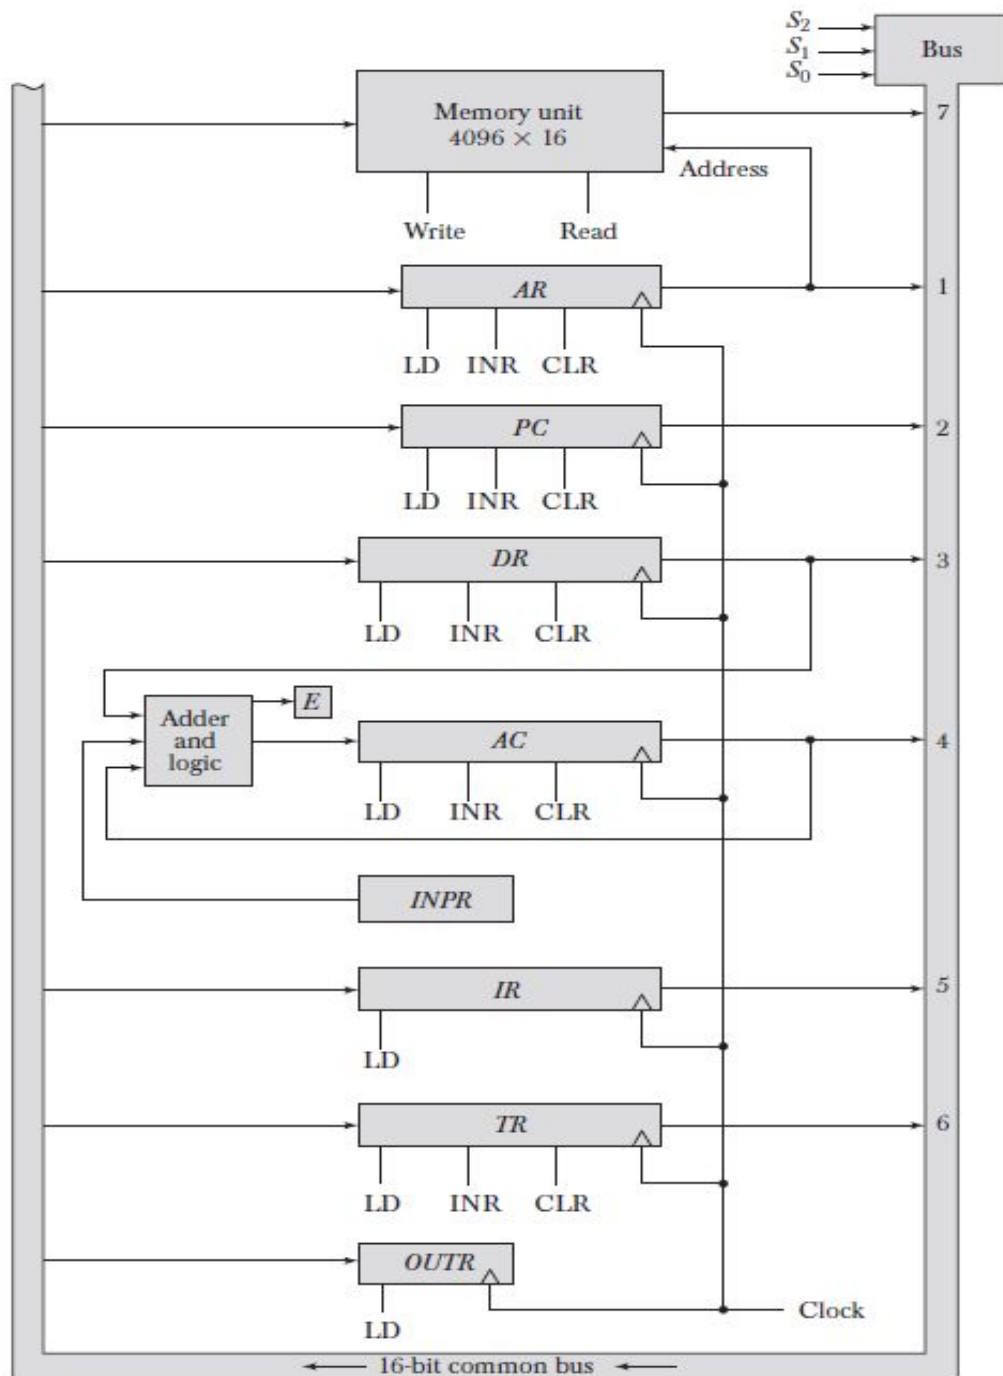 S₂
S₁
S₀
Bus
Memory unit
4096 × 16
7
Address
Write Read
AR
1
LD INR CLR
PC
2
LD INR CLR
DR
3
LD INR CLR
E
Adder
and
logic
AC
4
LD INR CLR
INPR
IR
5
LD
TR
6
LD INR CLR
OUTR
LD
Clock
16-bit common bus